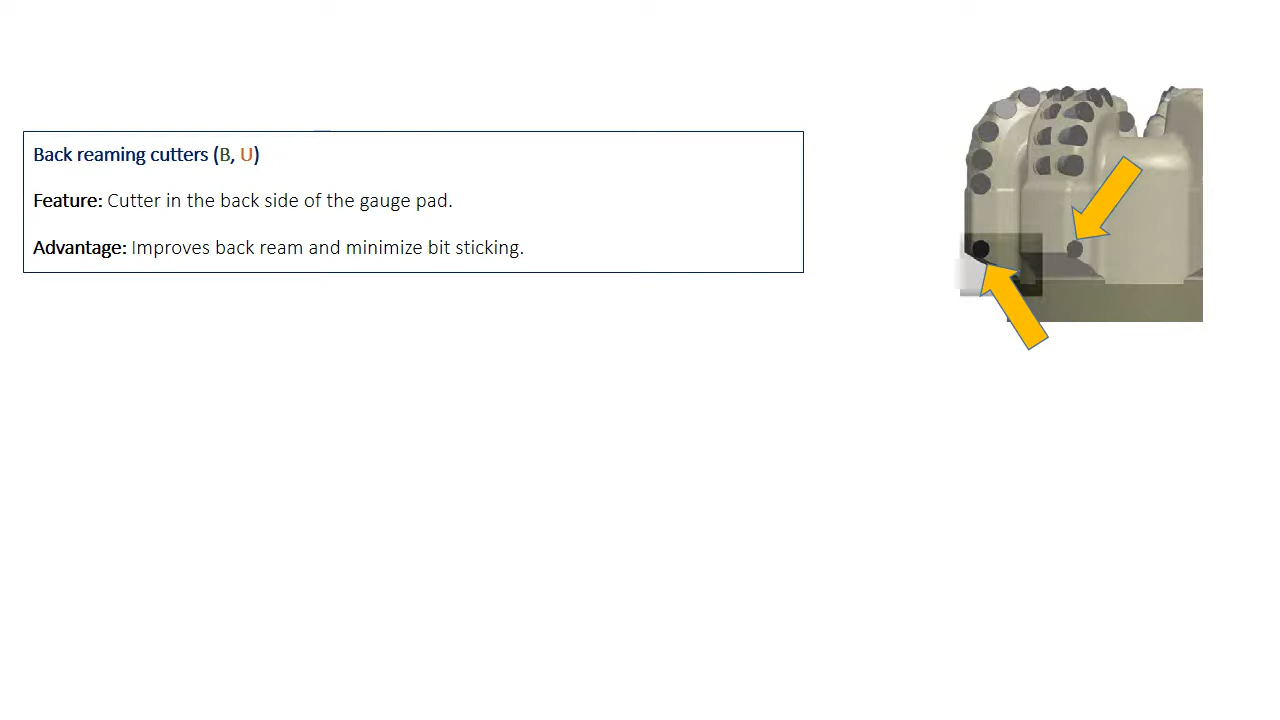 Back reaming cutters (B, U)
Feature: Cutter in the back side of the gauge pad.
Advantage: Improves back ream and minimize bit sticking.